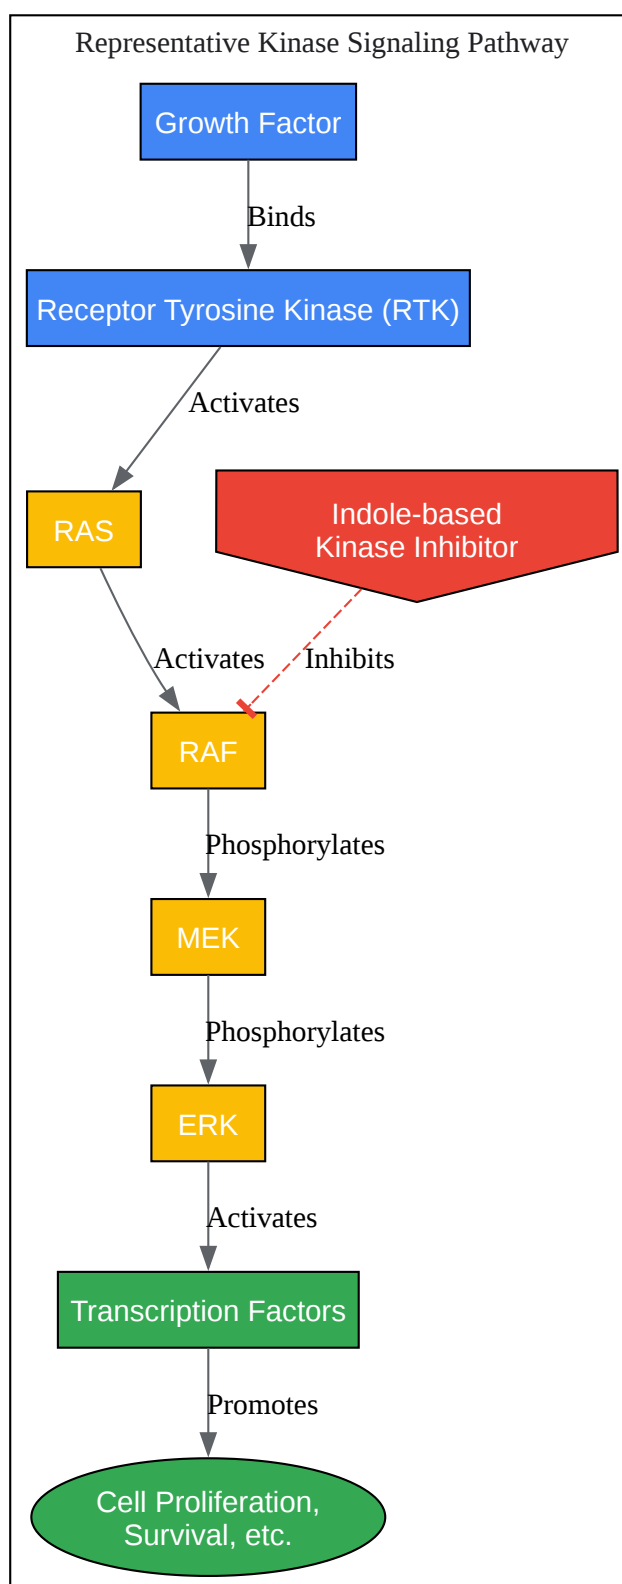 Representative Kinase Signaling Pathway
Growth Factor
Binds
Receptor Tyrosine Kinase (RTK)
Activates
RAS
Indole-based
Kinase Inhibitor
Activates
Inhibits
RAF
Phosphorylates
MEK
Phosphorylates
ERK
Activates
Transcription Factors
Promotes
Cell Proliferation,
Survival, etc.